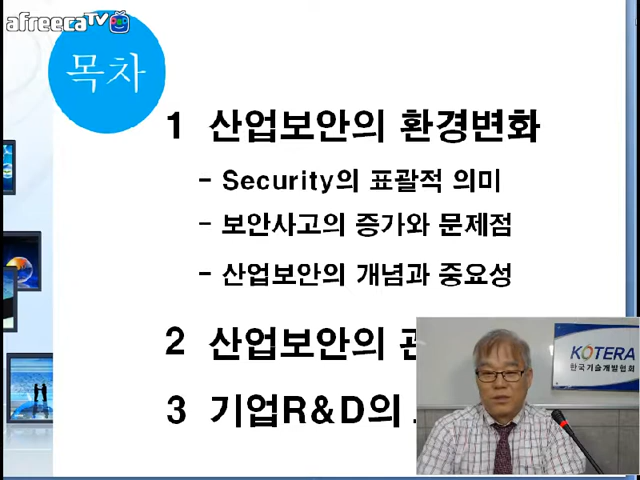 afreecaTV
목차
1 산업보안의 환경변화
- Security의 표괄적 의미
- 보안사고의 증가와 문제점
- 산업보안의 개념과 중요성
2 산업보안의
3 기업R&D의
KOTERA
한국기술개발협회